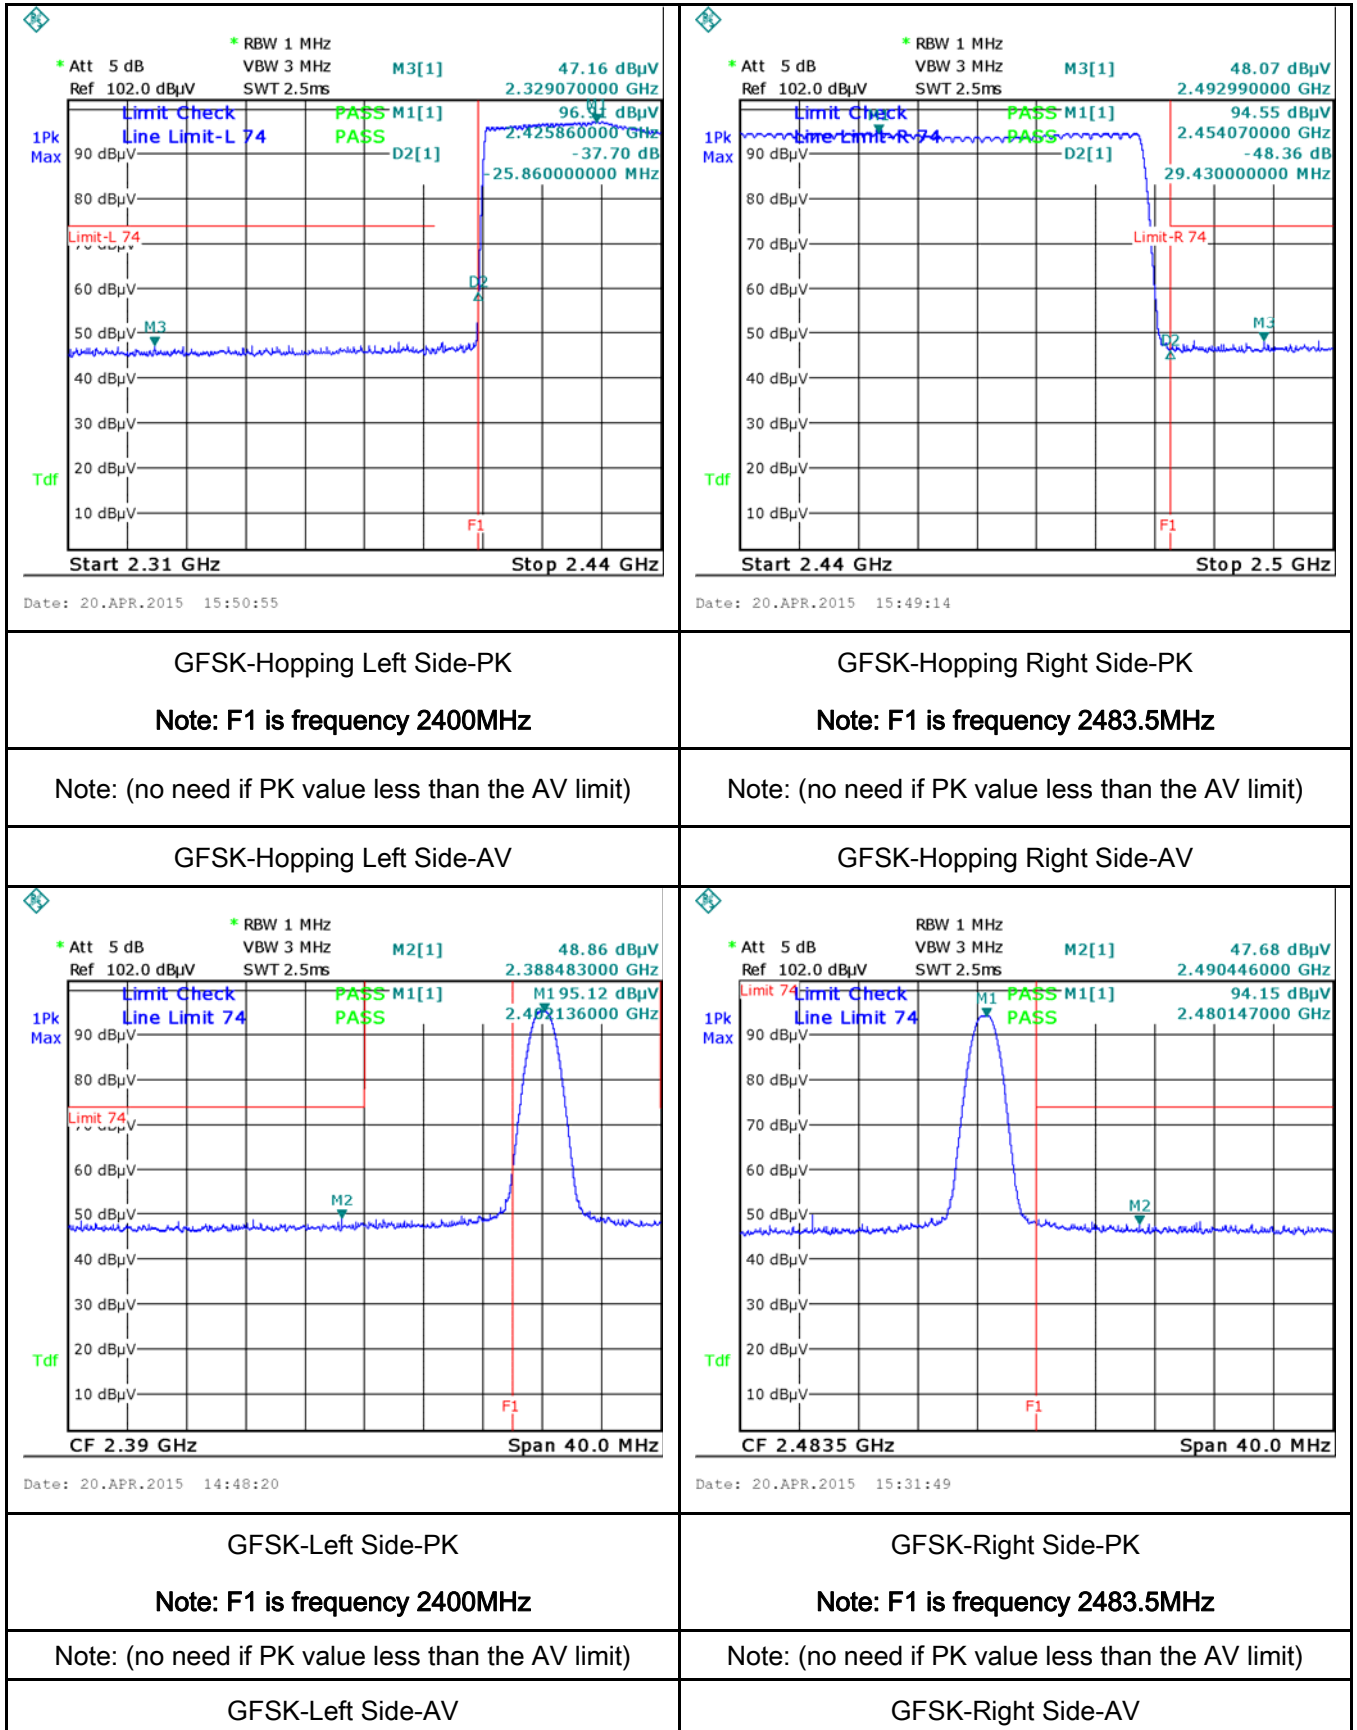 * RBW 1 MHz
* Att 5 dB VBW 3 MHz M3[1] 47.16 dBµV
Ref 102.0 dBµV SWT 2.5ms 2.329070000 GHz
Limit Check PASS M1[1] 96.91 dBµV
Line Limit-L 74 PASS 2.425860000 GHz
1Pk
Max
D2[1] -37.70 dB
-25.860000000 MHz
M1
90 dBµV
80 dBµV
Limit-L 74
70 dBµV
60 dBµV
D2
50 dBµV
M3
40 dBµV
30 dBµV
20 dBµV
Tdf
10 dBµV
F1
Start 2.31 GHz Stop 2.44 GHz
Date: 20.APR.2015 15:50:55
* RBW 1 MHz
* Att 5 dB VBW 3 MHz M3[1] 48.07 dBµV
Ref 102.0 dBµV SWT 2.5ms 2.492990000 GHz
Limit Check PASS M1[1] 94.55 dBµV
Line Limit-R 74 PASS 2.454070000 GHz
1Pk
Max
D2[1] -48.36 dB
29.430000000 MHz
90 dBµV
80 dBµV
Limit-R 74
70 dBµV
60 dBµV
50 dBµV
M3
D2
40 dBµV
30 dBµV
20 dBµV
Tdf
10 dBµV
F1
Start 2.44 GHz Stop 2.5 GHz
Date: 20.APR.2015 15:49:14
GFSK-Hopping Left Side-PK
Note: F1 is frequency 2400MHz
GFSK-Hopping Right Side-PK
Note: F1 is frequency 2483.5MHz
Note: (no need if PK value less than the AV limit)
Note: (no need if PK value less than the AV limit)
GFSK-Hopping Left Side-AV
GFSK-Hopping Right Side-AV
* RBW 1 MHz
* Att 5 dB VBW 3 MHz M2[1] 48.86 dBµV
Ref 102.0 dBµV SWT 2.5ms 2.388483000 GHz
Limit Check PASS M1[1] M1 95.12 dBµV
Line Limit 74 PASS 2.402136000 GHz
1Pk
Max
90 dBµV
80 dBµV
Limit 74
70 dBµV
60 dBµV
M2
50 dBµV
40 dBµV
30 dBµV
20 dBµV
Tdf
10 dBµV
F1
CF 2.39 GHz Span 40.0 MHz
Date: 20.APR.2015 14:48:20
RBW 1 MHz
* Att 5 dB VBW 3 MHz M2[1] 47.68 dBµV
Ref 102.0 dBµV SWT 2.5ms 2.490446000 GHz
Limit 74 Limit Check M1 PASS M1[1] 94.15 dBµV
Line Limit 74 PASS 2.480147000 GHz
1Pk
Max
90 dBµV
80 dBµV
70 dBµV
60 dBµV
M2
50 dBµV
40 dBµV
30 dBµV
20 dBµV
Tdf
10 dBµV
F1
CF 2.4835 GHz Span 40.0 MHz
Date: 20.APR.2015 15:31:49
GFSK-Left Side-PK
Note: F1 is frequency 2400MHz
GFSK-Right Side-PK
Note: F1 is frequency 2483.5MHz
Note: (no need if PK value less than the AV limit)
Note: (no need if PK value less than the AV limit)
GFSK-Left Side-AV
GFSK-Right Side-AV